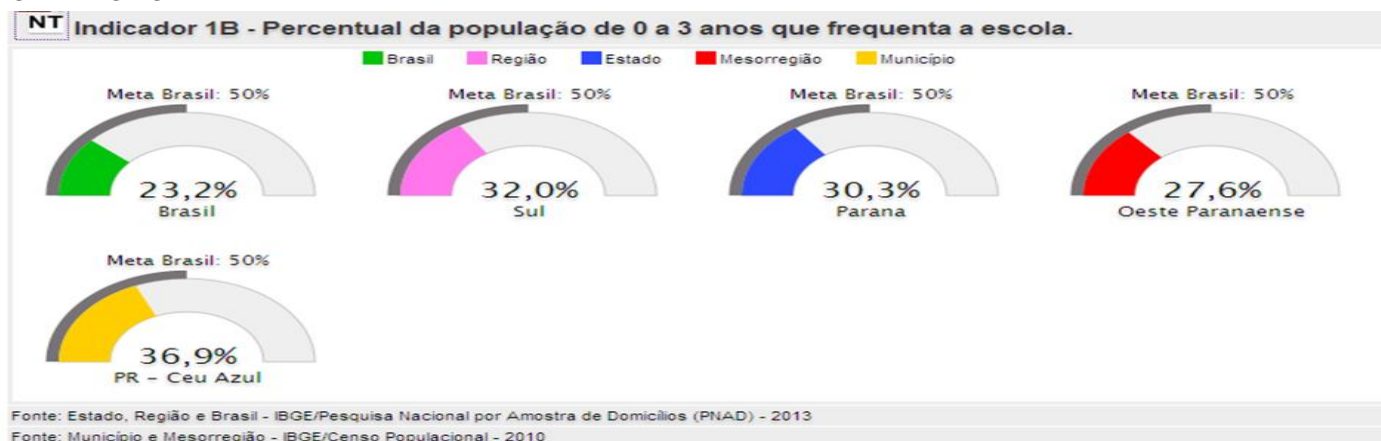 NT Indicador 1B - Percentual da população de 0 a 3 anos que frequenta a escola.
Brasil Região Estado Mesorregião Município
Meta Brasil: 50% Meta Brasil: 50% Meta Brasil: 50% Meta Brasil: 50%
23,2% 32,0% 30,3% 27,6%
Brasil Sul Parana Oeste Paranaense
Meta Brasil: 50%
36,9%
PR - Ceu Azul
Fonte: Estado, Região e Brasil - IBGE/Pesquisa Nacional por Amostra de Domicílios (PNAD) - 2013
Fonte: Município e Mesorregião - IBGE/Censo Populacional - 2010